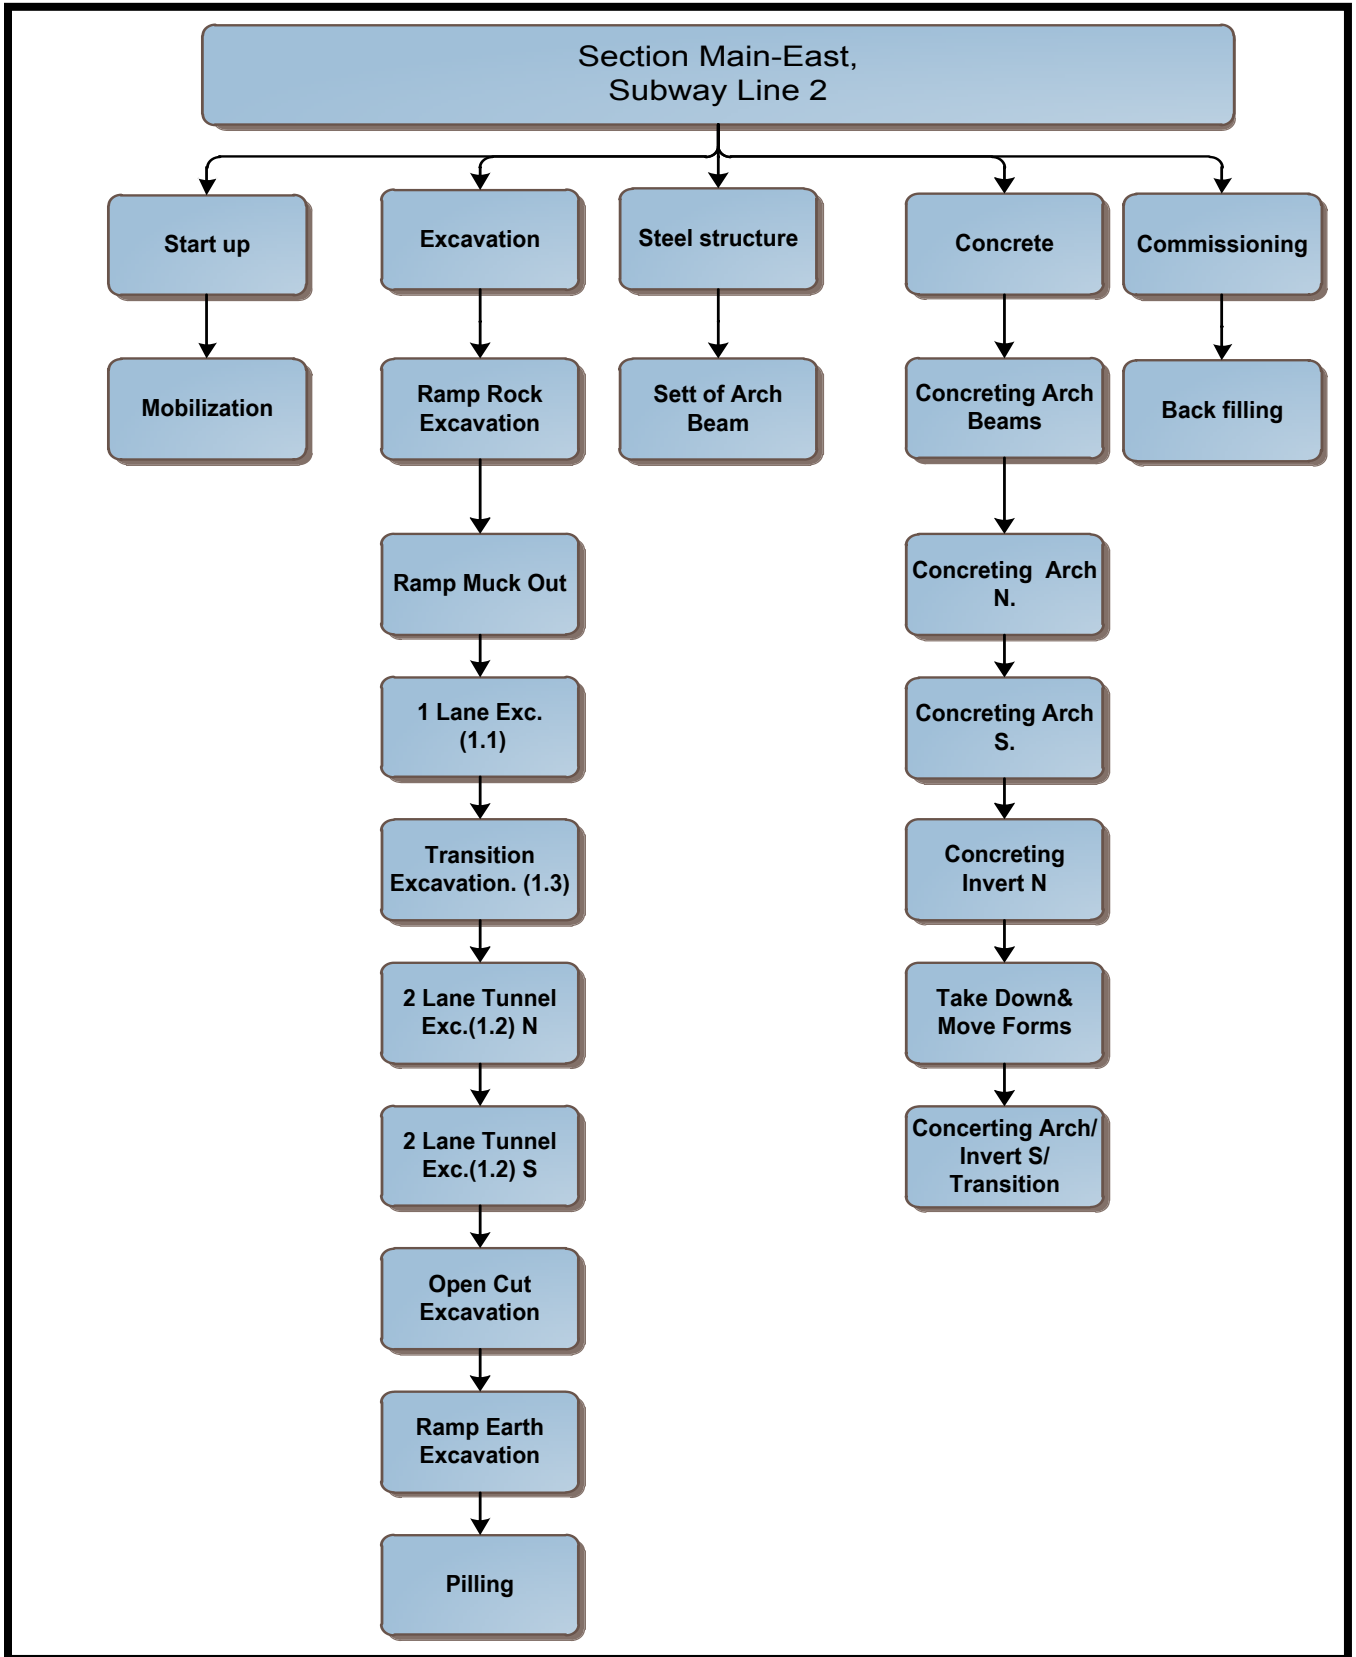 Section Main-East,
Subway Line 2
Start up
Excavation
Steel structure
Concrete
Commissioning
Mobilization
Ramp Rock
Excavation
Sett of Arch
Beam
Concreting Arch
Beams
Back filling
Ramp Muck Out
Concreting Arch
N.
1 Lane Exc.
(1.1)
Concreting Arch
S.
Transition
Excavation. (1.3)
Concreting
Invert N
2 Lane Tunnel
Exc.(1.2) N
Take Down&
Move Forms
2 Lane Tunnel
Exc.(1.2) S
Concerting Arch/
Invert S/
Transition
Open Cut
Excavation
Ramp Earth
Excavation
Pilling